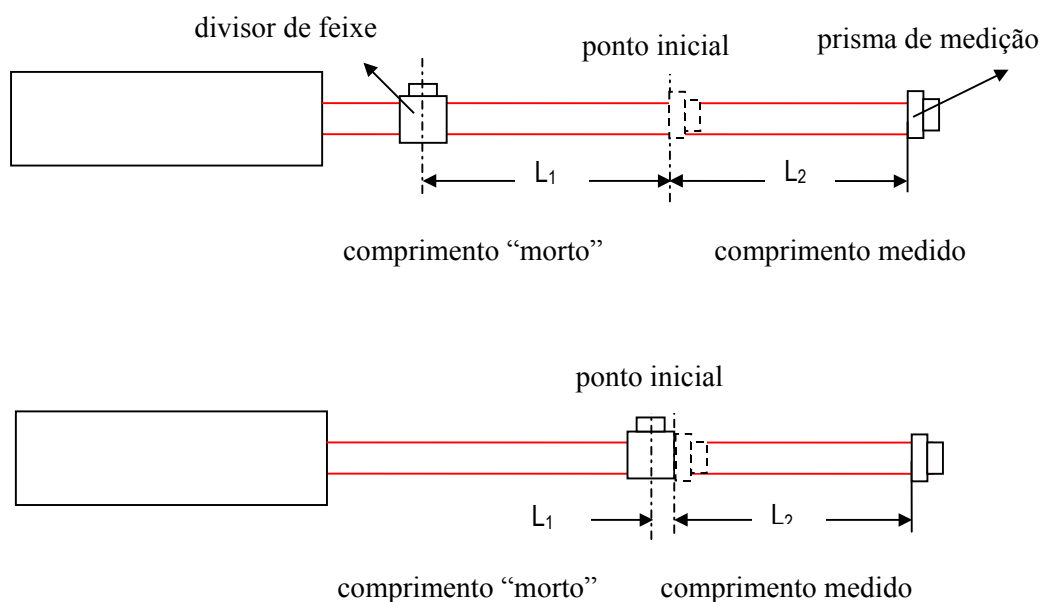 divisor de feixe
ponto inicial
prisma de medição
L1
L2
comprimento “morto”
comprimento medido
ponto inicial
L1
L2
comprimento “morto”
comprimento medido